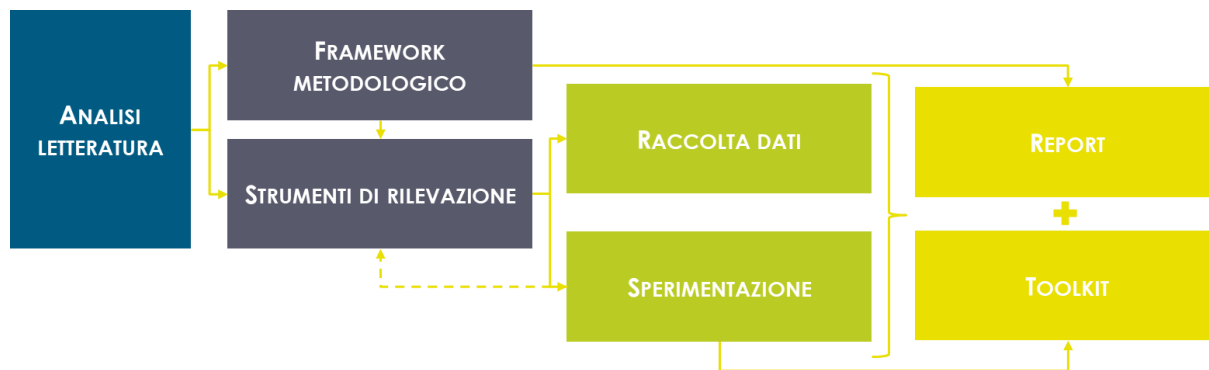 ANALISI
LETTERATURA
FRAMEWORK
METODOLOGICO
STRUMENTI DI RILEVAZIONE
RACCOLTA DATI
SPERIMENTAZIONE
REPORT
TOOLKIT